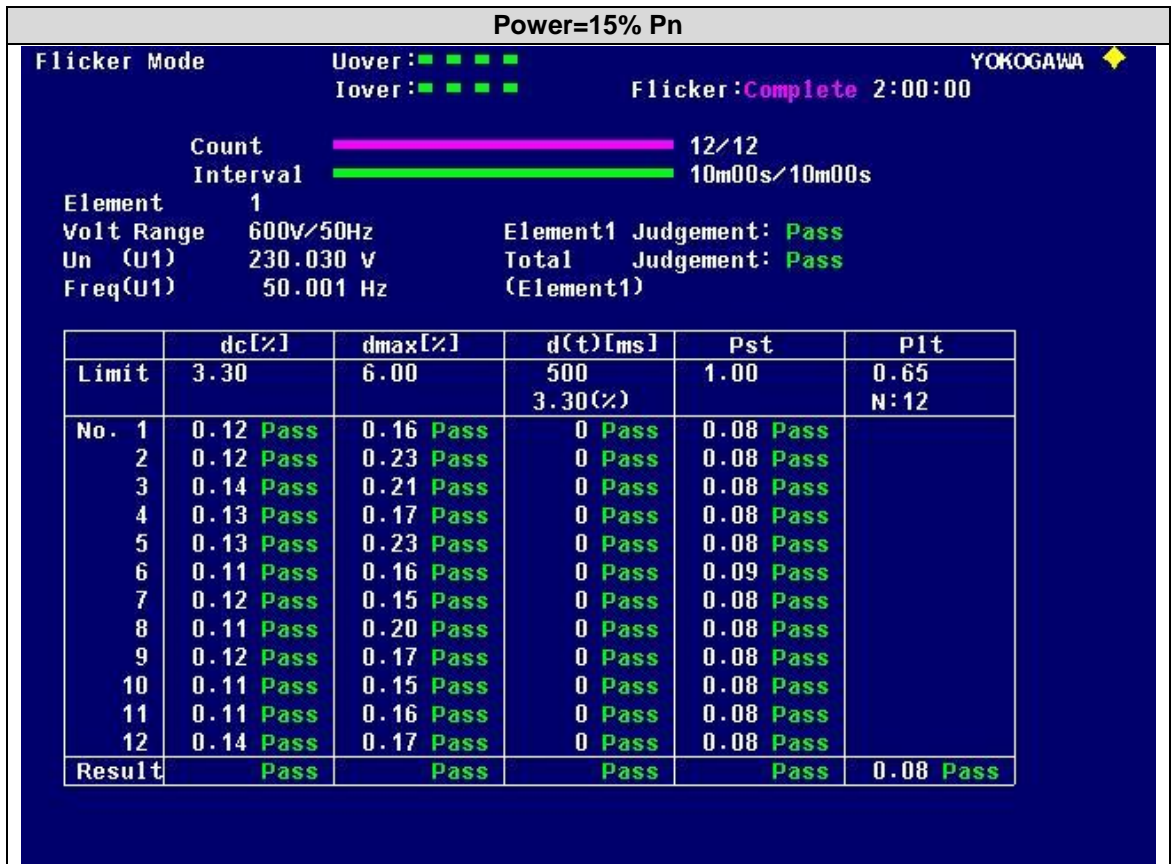 Power=15% Pn
Flicker Mode Uover: YOKOGAWA
Iover: Flicker:Complete 2:00:00
Count 12/12
Interval 10m00s/10m00s
Element 1
Volt Range 600V/50Hz Element1 Judgement: Pass
Un (U1) 230.030 V Total Judgement: Pass
Freq(U1) 50.001 Hz (Element1)
dc[%] dmax[%] d(t)[ms] Pst Plt
Limit 3.30 6.00 500 1.00 0.65
3.30(%) N:12
No. 1 0.12 Pass 0.16 Pass 0 Pass 0.08 Pass
2 0.12 Pass 0.23 Pass 0 Pass 0.08 Pass
3 0.14 Pass 0.21 Pass 0 Pass 0.08 Pass
4 0.13 Pass 0.17 Pass 0 Pass 0.08 Pass
5 0.13 Pass 0.23 Pass 0 Pass 0.08 Pass
6 0.11 Pass 0.16 Pass 0 Pass 0.09 Pass
7 0.12 Pass 0.15 Pass 0 Pass 0.08 Pass
8 0.11 Pass 0.20 Pass 0 Pass 0.08 Pass
9 0.12 Pass 0.17 Pass 0 Pass 0.08 Pass
10 0.11 Pass 0.15 Pass 0 Pass 0.08 Pass
11 0.11 Pass 0.16 Pass 0 Pass 0.08 Pass
12 0.14 Pass 0.17 Pass 0 Pass 0.08 Pass
Result Pass Pass Pass Pass 0.08 Pass